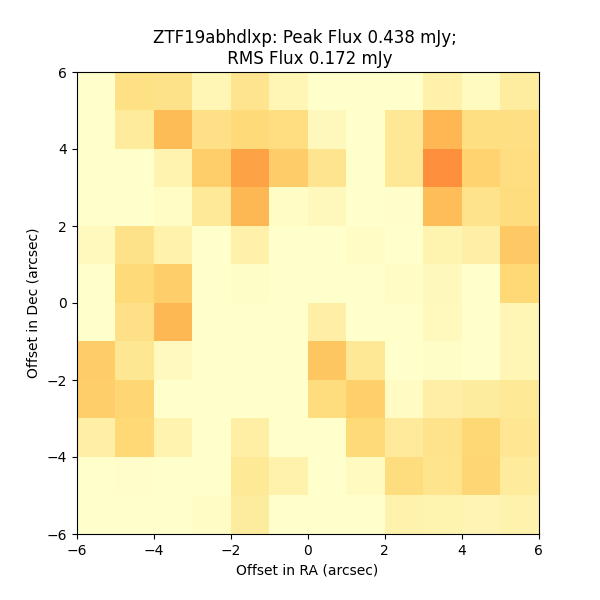 ZTF19abhdlxp: Peak Flux 0.438 mJy;
RMS Flux 0.172 mJy
6
4
2
0
−2
−4
−6
Offset in Dec (arcsec)
−6 −4 −2 0 2 4 6
Offset in RA (arcsec)